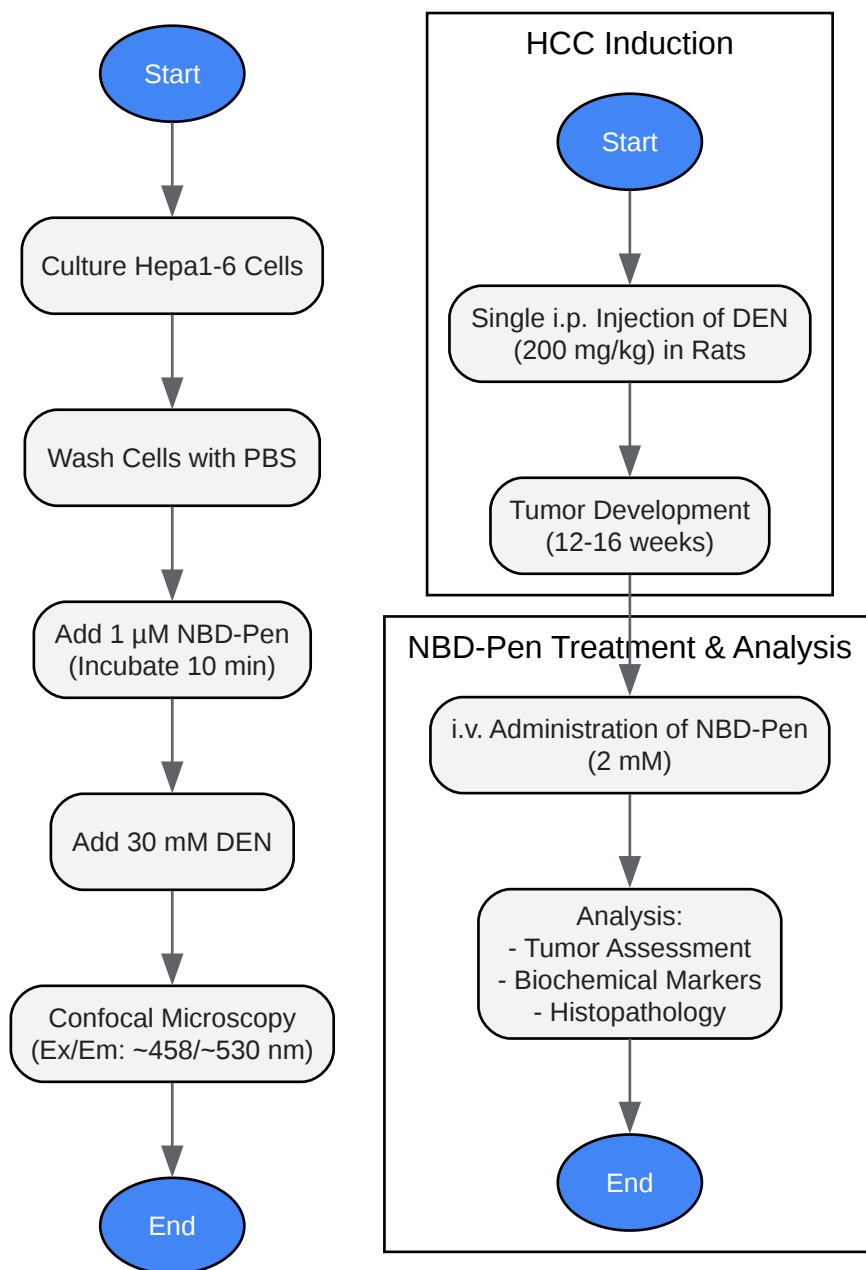 Start
Culture Hepa1-6 Cells
Wash Cells with PBS
Add 1 µM NBD-Pen
(Incubate 10 min)
Add 30 mM DEN
Confocal Microscopy
(Ex/Em: ~458/~530 nm)
End
HCC Induction
Start
Single i.p. Injection of DEN
(200 mg/kg) in Rats
Tumor Development
(12-16 weeks)
NBD-Pen Treatment & Analysis
i.v. Administration of NBD-Pen
(2 mM)
Analysis:
- Tumor Assessment
- Biochemical Markers
- Histopathology
End